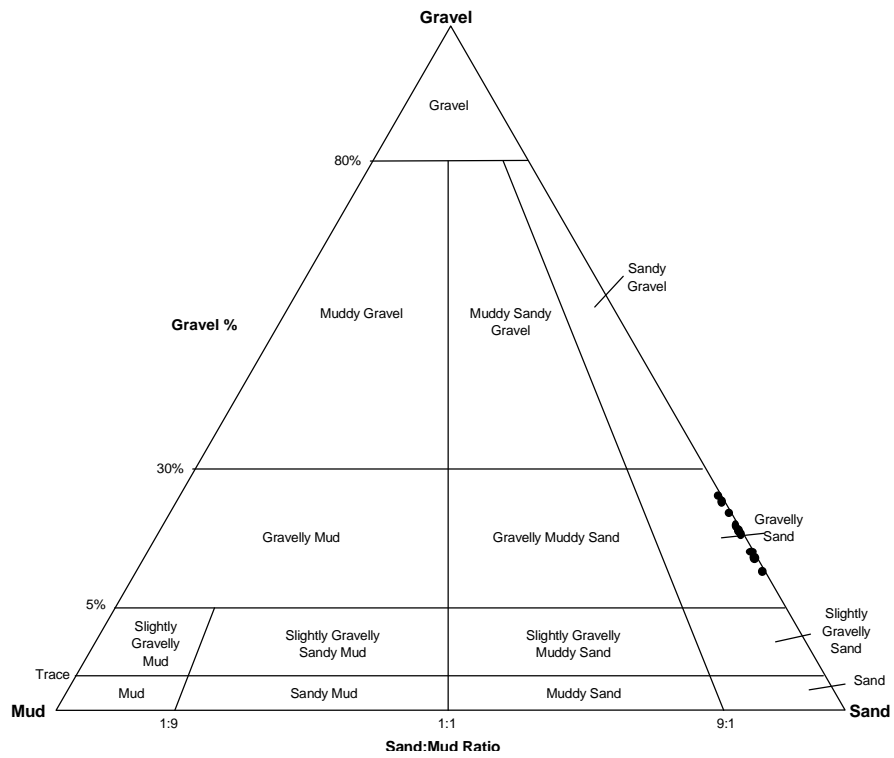 Gravel
Gravel
80%
Sandy
Gravel
Muddy Gravel
Muddy Sandy
Gravel
Gravel %
30%
Gravelly
Sand
Gravelly Mud
Gravelly Muddy Sand
5%
Slightly
Gravelly
Mud
Slightly Gravelly
Sandy Mud
Slightly Gravelly
Muddy Sand
Slightly
Gravelly
Sand
Trace
Mud
Sandy Mud
Muddy Sand
Sand
Mud
Sand
1:9
1:1
9:1
Sand:Mud Ratio